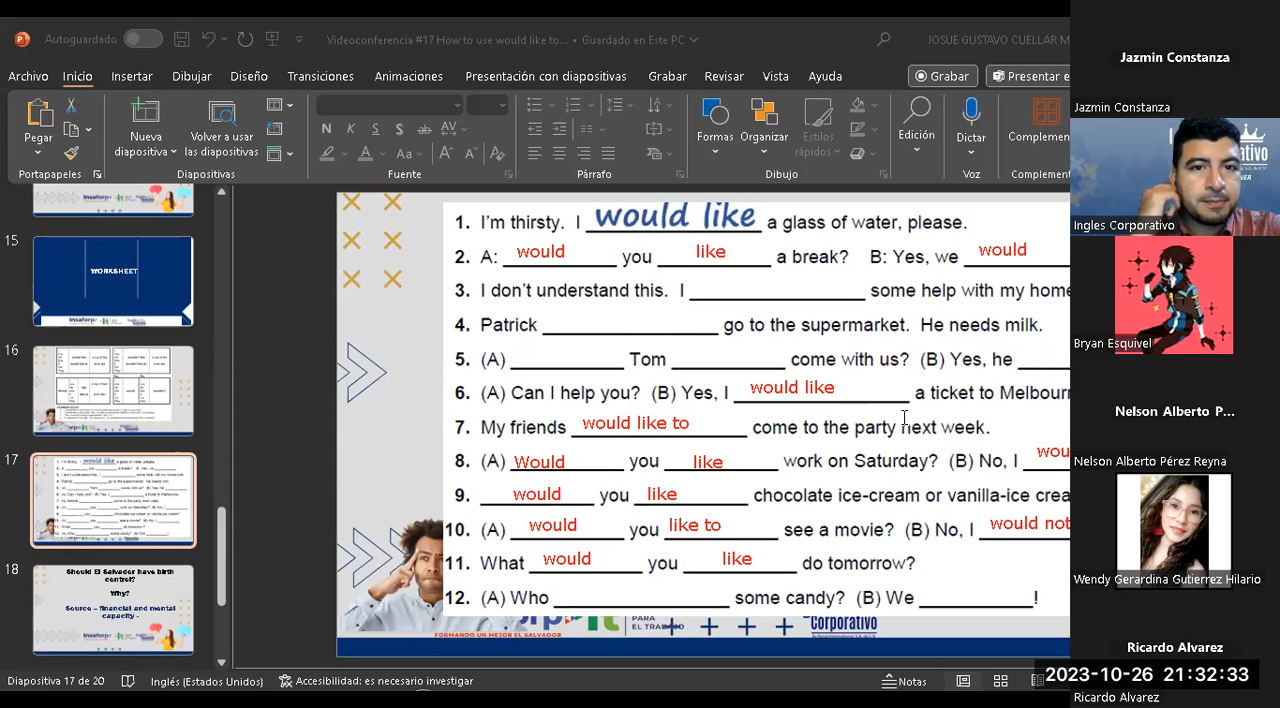 Autoguardado
Videoconferencia #17 How to use would like to... • Guardado en Este PC
JOSUE GUSTAVO CUELLAR M
Archivo Inicio Insertar Dibujar Diseño Transiciones Animaciones Presentación con diapositivas Grabar Revisar Vista Ayuda
Grabar
Presentar e
Pegar
Nueva diapositiva
Volver a usar las diapositivas
Formas
Organizar
Estilos rápidos
Edición
Dictar
Complemen
Portapapeles Diapositivas Fuente Párrafo Dibujo Voz Complement
15
WORKSHEET
16
17
18
Should El Salvador have birth control?
Why?
Source – financial and mental capacity -
1. I'm thirsty. I would like a glass of water, please.
2. A: would you like a break? B: Yes, we would
3. I don't understand this. I ____ some help with my home
4. Patrick ____ go to the supermarket. He needs milk.
5. (A) ____ Tom ____ come with us? (B) Yes, he ____
6. (A) Can I help you? (B) Yes, I would like a ticket to Melbourn
7. My friends would like to come to the party next week.
8. (A) Would you like work on Saturday? (B) No, I wou
9. would you like chocolate ice-cream or vanilla-ice crea
10. (A) would you like to see a movie? (B) No, I would not
11. What would you like do tomorrow?
12. (A) Who ____ some candy? (B) We ____!
PARA
EL TRABAJO
FORMANDO UN MEJOR EL SALVADOR
Corporativo
Diapositiva 17 de 20
Inglés (Estados Unidos)
Accesibilidad: es necesario investigar
Notas
Jazmin Constanza
Jazmin Constanza
Ingles Corporativo
Bryan Esquivel
Nelson Alberto P...
Nelson Alberto Pérez Reyna
Wendy Gerardina Gutierrez Hilario
Ricardo Alvarez
2023-10-26 21:32:33
Ricardo Alvarez